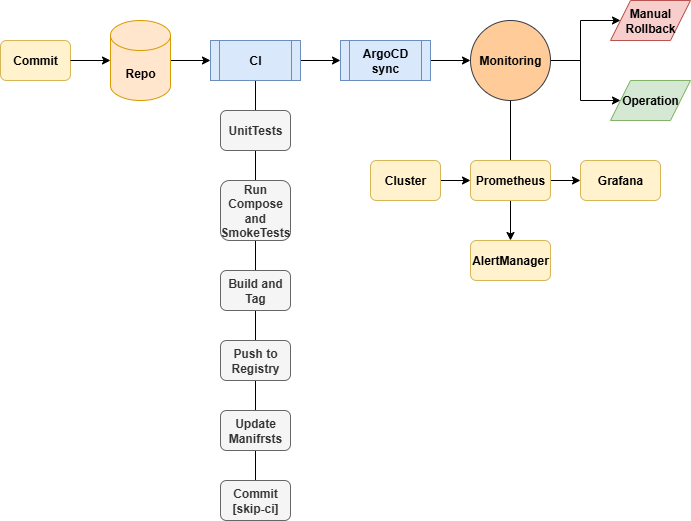 Commit
Repo
CI
ArgoCD
sync
Monitoring
Manual
Rollback
Operation
UnitTests
Run
Compose
and
SmokeTests
Build and
Tag
Push to
Registry
Update
Manifrsts
Commit
[skip-ci]
Cluster
Prometheus
Grafana
AlertManager